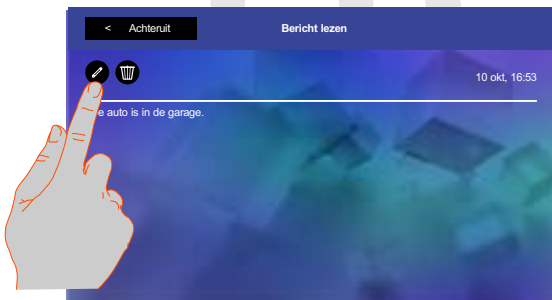 < Achteruit
Bericht lezen
10 okt, 16:53
e auto is in de garage.